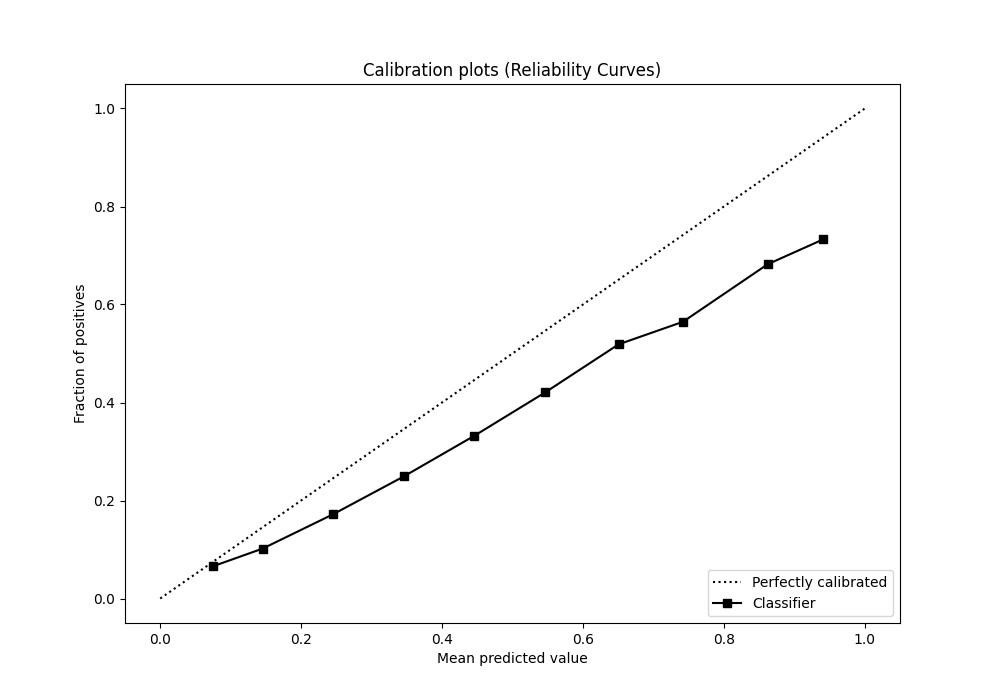 Calibration plots (Reliability Curves)
1.0
0.8
0.6
0.4
0.2
0.0
Fraction of positives
0.0 0.2 0.4 0.6 0.8 1.0
Mean predicted value
Perfectly calibrated
Classifier